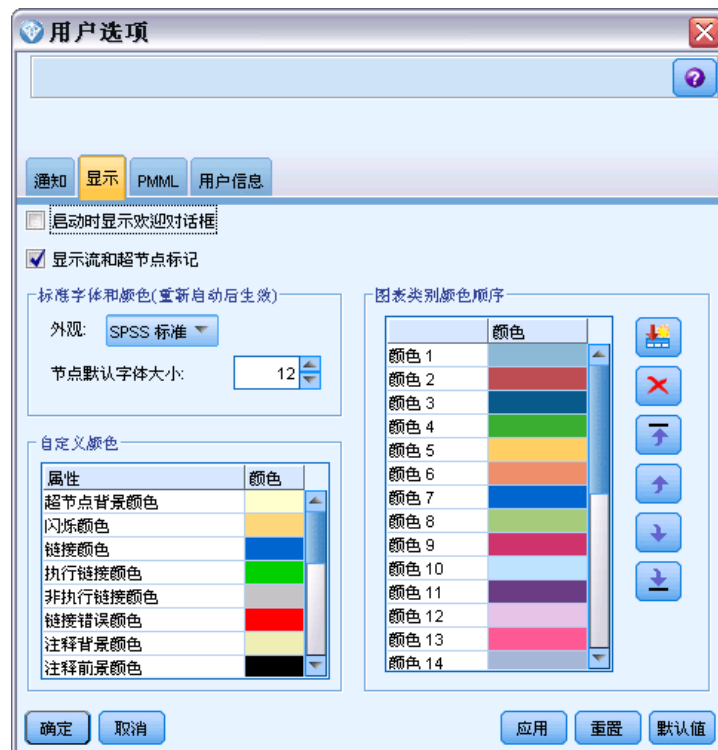 用户选项
通知 显示 PMML 用户信息
启动时显示欢迎对话框
显示流和超节点标记
标准字体和颜色(重新启动后生效)
外观: SPSS 标准
节点默认字体大小: 12
自定义颜色
属性 颜色
超节点背景颜色
闪烁颜色
链接颜色
执行链接颜色
非执行链接颜色
链接错误颜色
注释背景颜色
注释前景颜色
图表类别颜色顺序
颜色
颜色 1
颜色 2
颜色 3
颜色 4
颜色 5
颜色 6
颜色 7
颜色 8
颜色 9
颜色 10
颜色 11
颜色 12
颜色 13
颜色 14
确定 取消 应用 重置 默认值